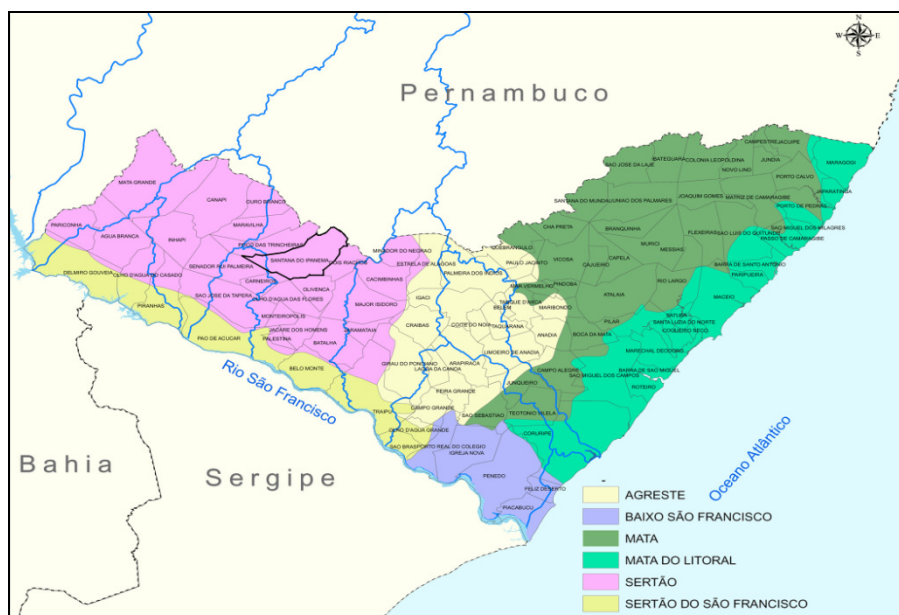 N
W E
S
Pernambuco
CAMPESTRE
JACUIPE
IBATEGUARA
COLONIA LEOPOLDINA
JUNDIA
MARAGOGI
SAO JOSE DA LAJE
NOVO LINO
PORTO CALVO
MATA GRANDE
JAPARATINGA
SANTANA DO MUNDAU
UNIAO DOS PALMARES
JOAQUIM GOMES
MATRIZ DE CAMARAGIBE
CANAPI
OURO BRANCO
PORTO DE PEDRAS
PARICONHA
MARAVILHA
CHA PRETA
BRANQUINHA
FLEXEIRAS
SAO LUIS DO QUITUNDE
SAO MIGUEL DOS MILAGRES
PASSO DE CAMARAGIBE
AGUA BRANCA
INHAPI
POCO DAS TRINCHEIRAS
MURICI
MESSIAS
QUEBRANGULO
SANTANA DO IPANEMA
DOIS RIACHOS
ESTRELA DE ALAGOAS
PAULO JACINTO
VICOSA
CAJUEIRO
CAPELA
BARRA DE SANTO ANTONIO
PARIPUEIRA
SENADOR RUI PALMEIRA
DELMIRO GOUVEIA
OLHO D'AGUA DO CASADO
CARNEIROS
CACIMBINHAS
PALMEIRA DOS INDIOS
MAR VERMELHO
PINDOBA
RIO LARGO
OLIVENCA
SAO JOSE DA TAPERA
IGACI
TANQUE D'ARCA
BELEM
ATALAIA
MACEIO
PIRANHAS
MAJOR ISIDORO
MARIBONDO
MONTEIROPOLIS
CRAIBAS
COITE DO NOIA
TAQUARANA
PILAR
SATUBA
SANTA LUZIA DO NORTE
COQUEIRO SECO
JACARE DOS HOMENS
ANADIA
BOCA DA MATA
PAO DE ACUCAR
PALESTINA
BATALHA
LIMOEIRO DE ANADIA
MARECHAL DEODORO
BELO MONTE
GIRAU DO PONCIANO
ARAPIRACA
LAGOA DA CANOA
CAMPO ALEGRE
SAO MIGUEL DOS CAMPOS
BARRA DE SAO MIGUEL
Rio São Francisco
JUNQUEIRO
ROTEIRO
FEIRA GRANDE
TRAIPU
CAMPO GRANDE
SAO SEBASTIAO
TEOTONIO VILELA
OLHO D'AGUA GRANDE
CORURIPE
SAO BRAS
PORTO REAL DO COLEGIO
IGREJA NOVA
Bahia
Sergipe
PENEDO
FELIZ DESERTO
PIACABUDU
Oceano Atlântico
AGRESTE
BAIXO SÃO FRANCISCO
MATA
MATA DO LITORAL
SERTÃO
SERTÃO DO SÃO FRANCISCO